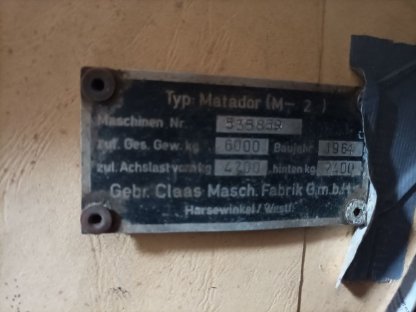 Typ: Matador (M- 2 )
Maschinen Nr.
zul. Ges. Gew. kg 6000 Baujahr 1964
zul. Achslast vorn kg 4200 hinten kg 2400
Gebr. Claas Masch. Fabrik G.m.b.H.
Harsewinkel/Westf.